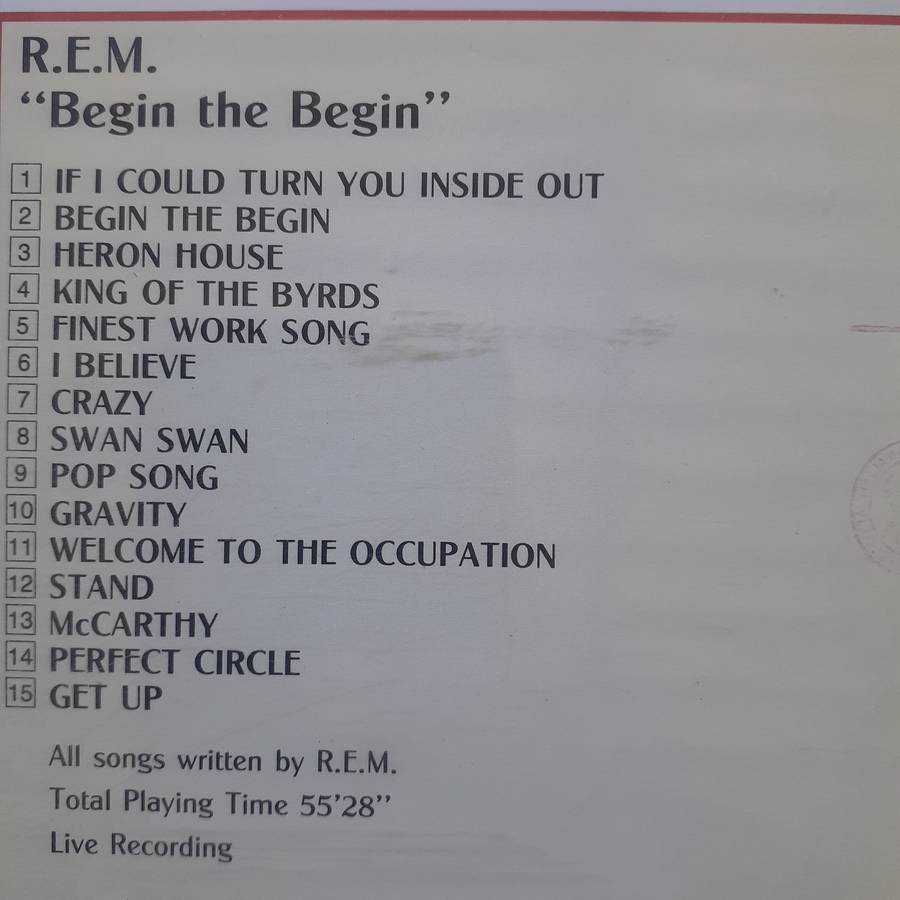 R.E.M.
“Begin the Begin”
1 IF I COULD TURN YOU INSIDE OUT
2 BEGIN THE BEGIN
3 HERON HOUSE
4 KING OF THE BYRDS
5 FINEST WORK SONG
6 I BELIEVE
7 CRAZY
8 SWAN SWAN
9 POP SONG
10 GRAVITY
11 WELCOME TO THE OCCUPATION
12 STAND
13 McCARTHY
14 PERFECT CIRCLE
15 GET UP
All songs written by R.E.M.
Total Playing Time 55’28’’
Live Recording